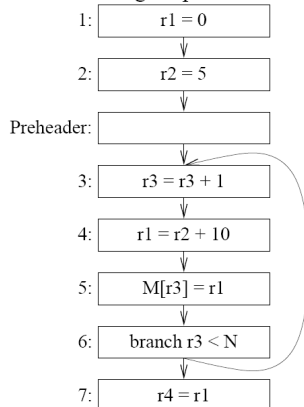 1: r1 = 0
2: r2 = 5
Preheader:
3: r3 = r3 + 1
4: r1 = r2 + 10
5: M[r3] = r1
6: branch r3 < N
7: r4 = r1